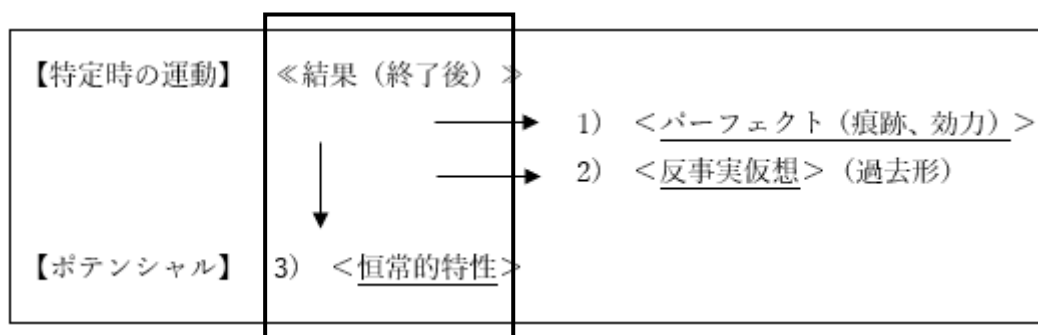 【特定時の運動】 ≪結果（終了後）≫
1） ＜パーフェクト（痕跡、効力）＞
2） ＜反事実仮想＞（過去形）
【ポテンシャル】 3） ＜恒常的特性＞